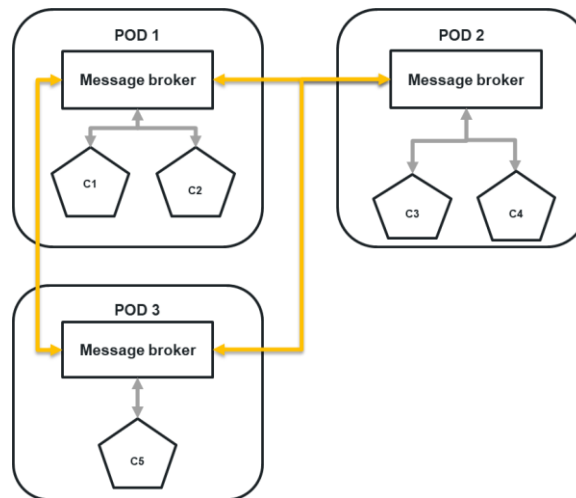 POD 1
Message broker
C1
C2
POD 2
Message broker
C3
C4
POD 3
Message broker
C5